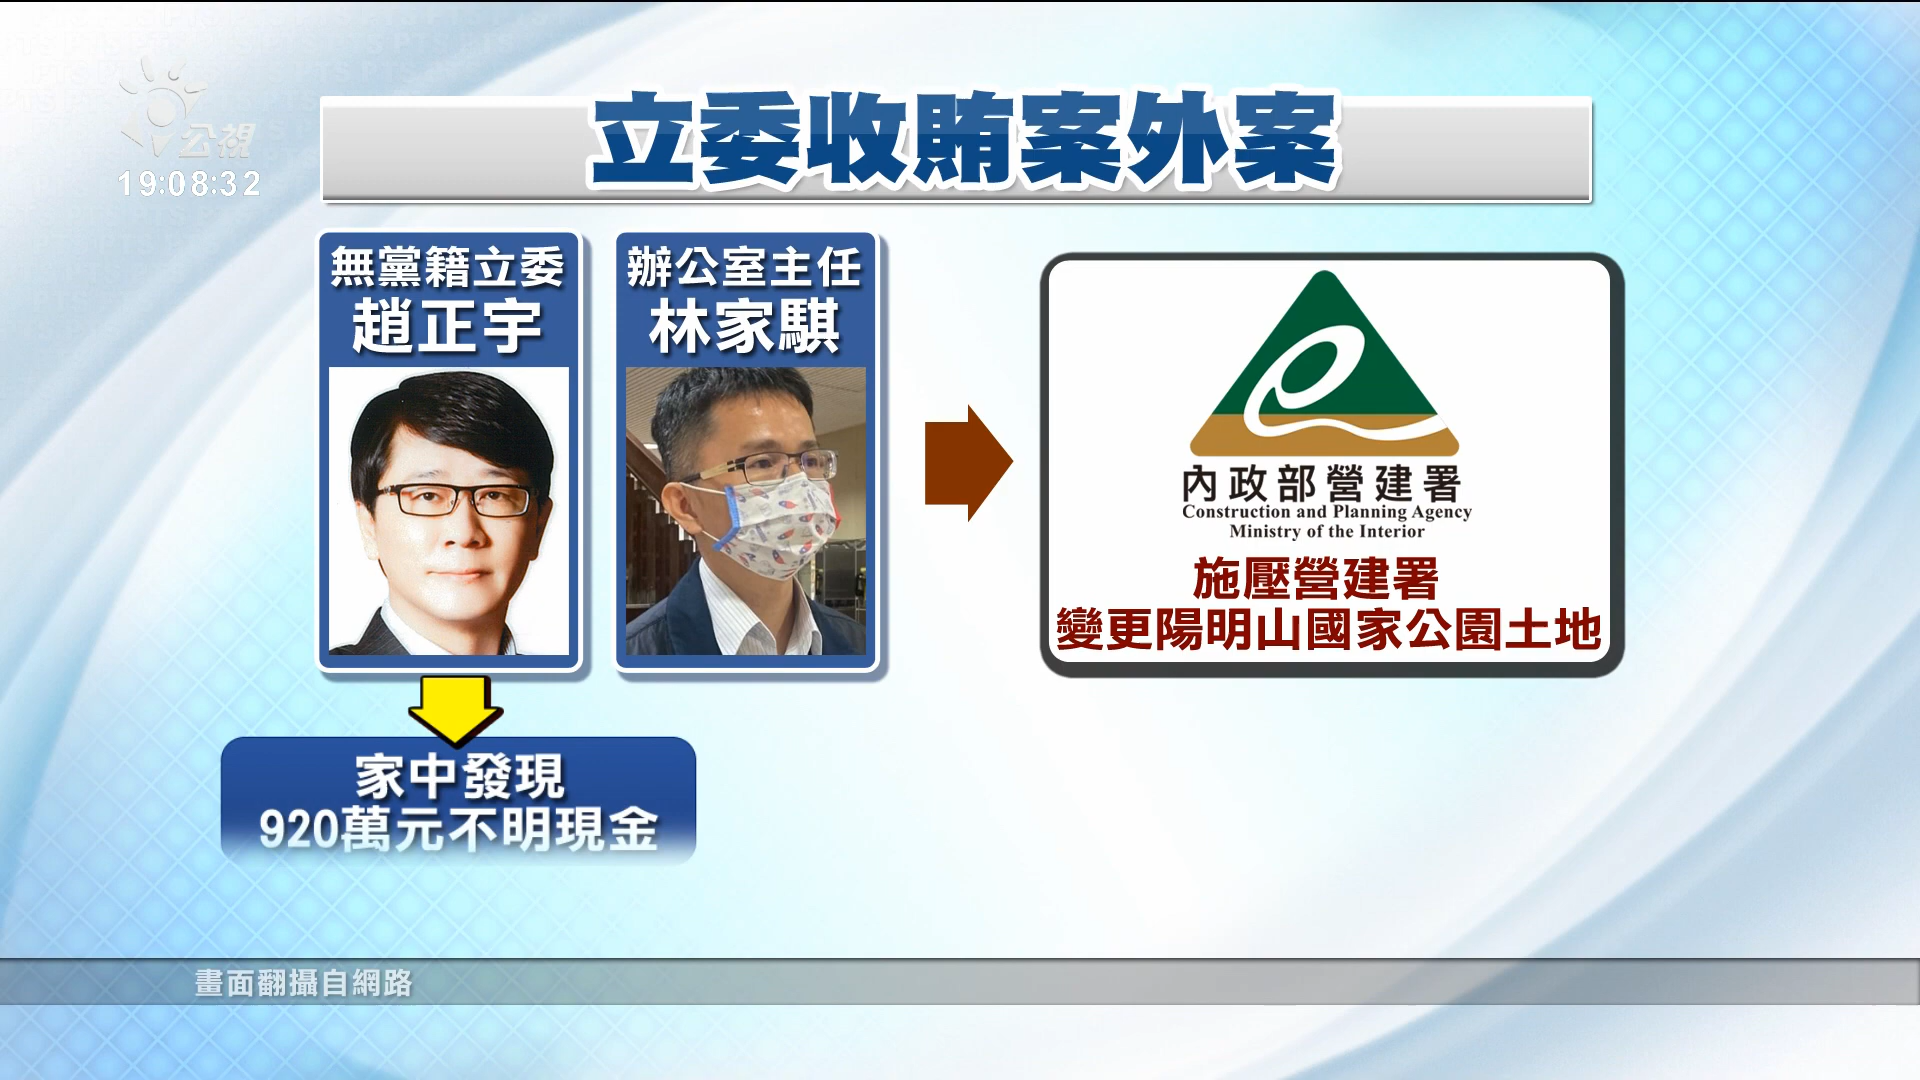 公視
19:08:32
立委收賄案外案
無黨籍立委
趙正宇
辦公室主任
林家騏
內政部營建署
Construction and Planning Agency
Ministry of the Interior
施壓營建署
變更陽明山國家公園土地
家中發現
920萬元不明現金
畫面翻攝自網路